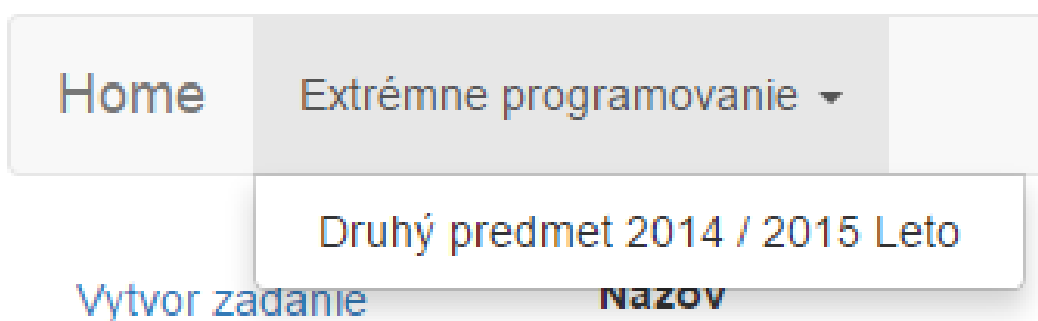 Home Extrémne programovanie
Druhý predmet 2014 / 2015 Leto
Vytvor zadanie Názov